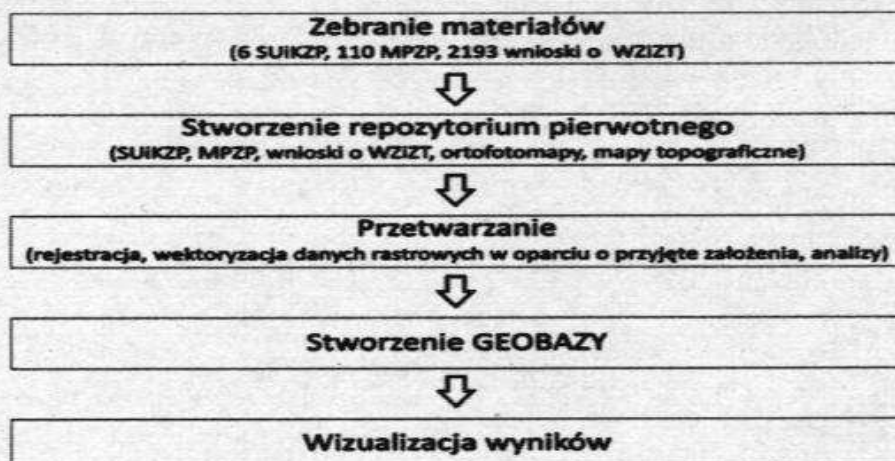 Zebranie materiałów
(6 SUiKZP, 110 MPZP, 2193 wnioski o WZiZT)
Stworzenie repozytorium pierwotnego
(SUiKZP, MPZP, wnioski o WZiZT, ortofotomapy, mapy topograficzne)
Przetwarzanie
(rejestracja, wektoryzacja danych rastrowych w oparciu o przyjęte założenia, analizy)
Stworzenie GEOBAZY
Wizualizacja wyników